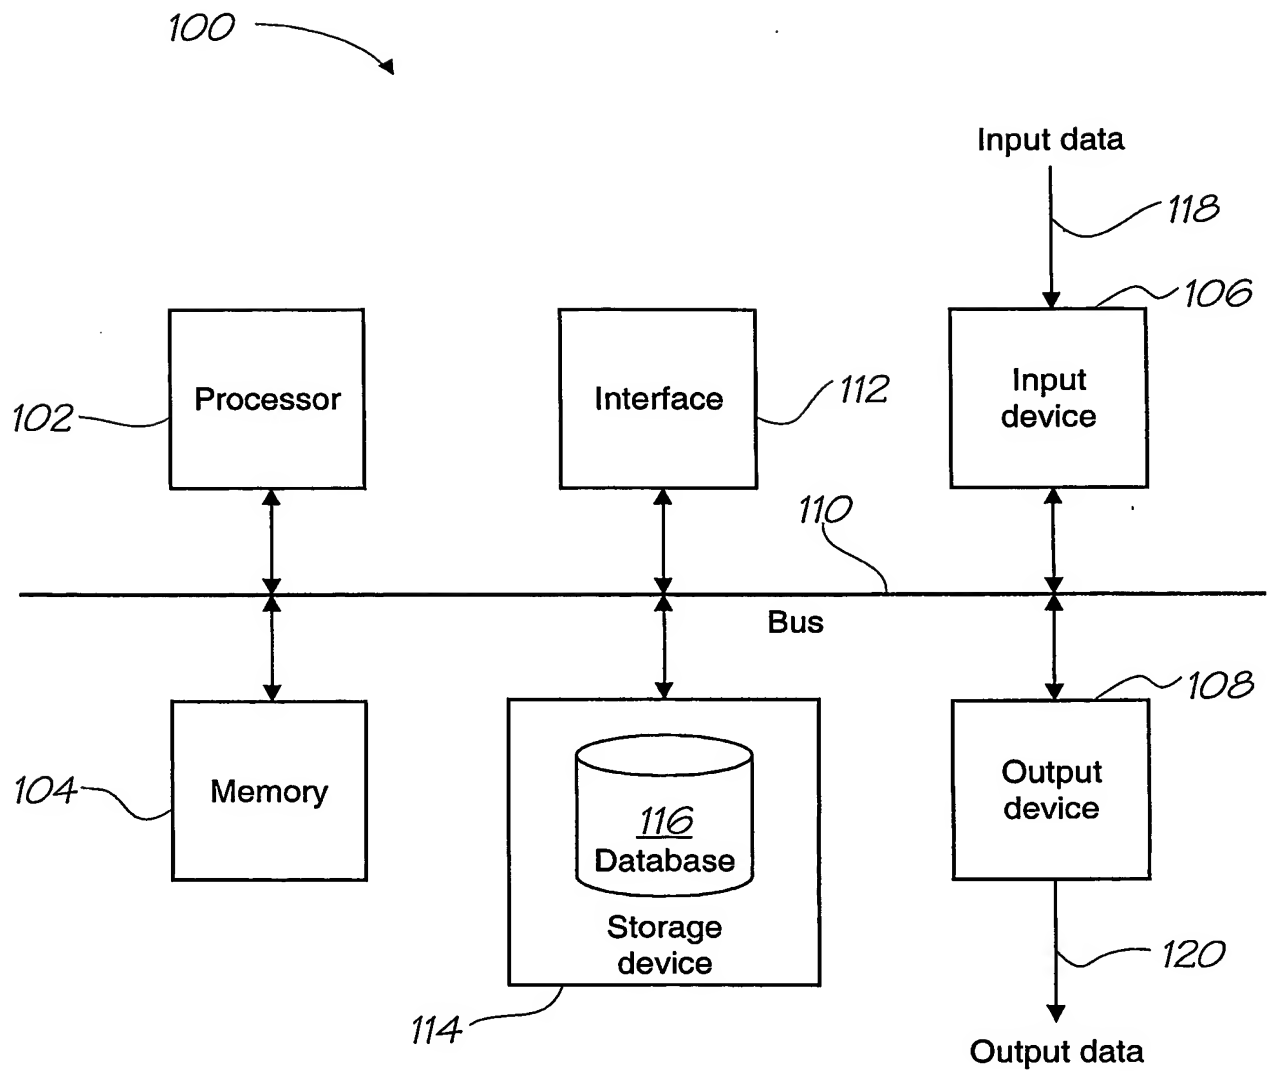 100
Input data
118
106
Processor
Interface
Input
device
102
112
110
Bus
108
104
Memory
116
Database
Storage
device
Output
device
114
120
Output data